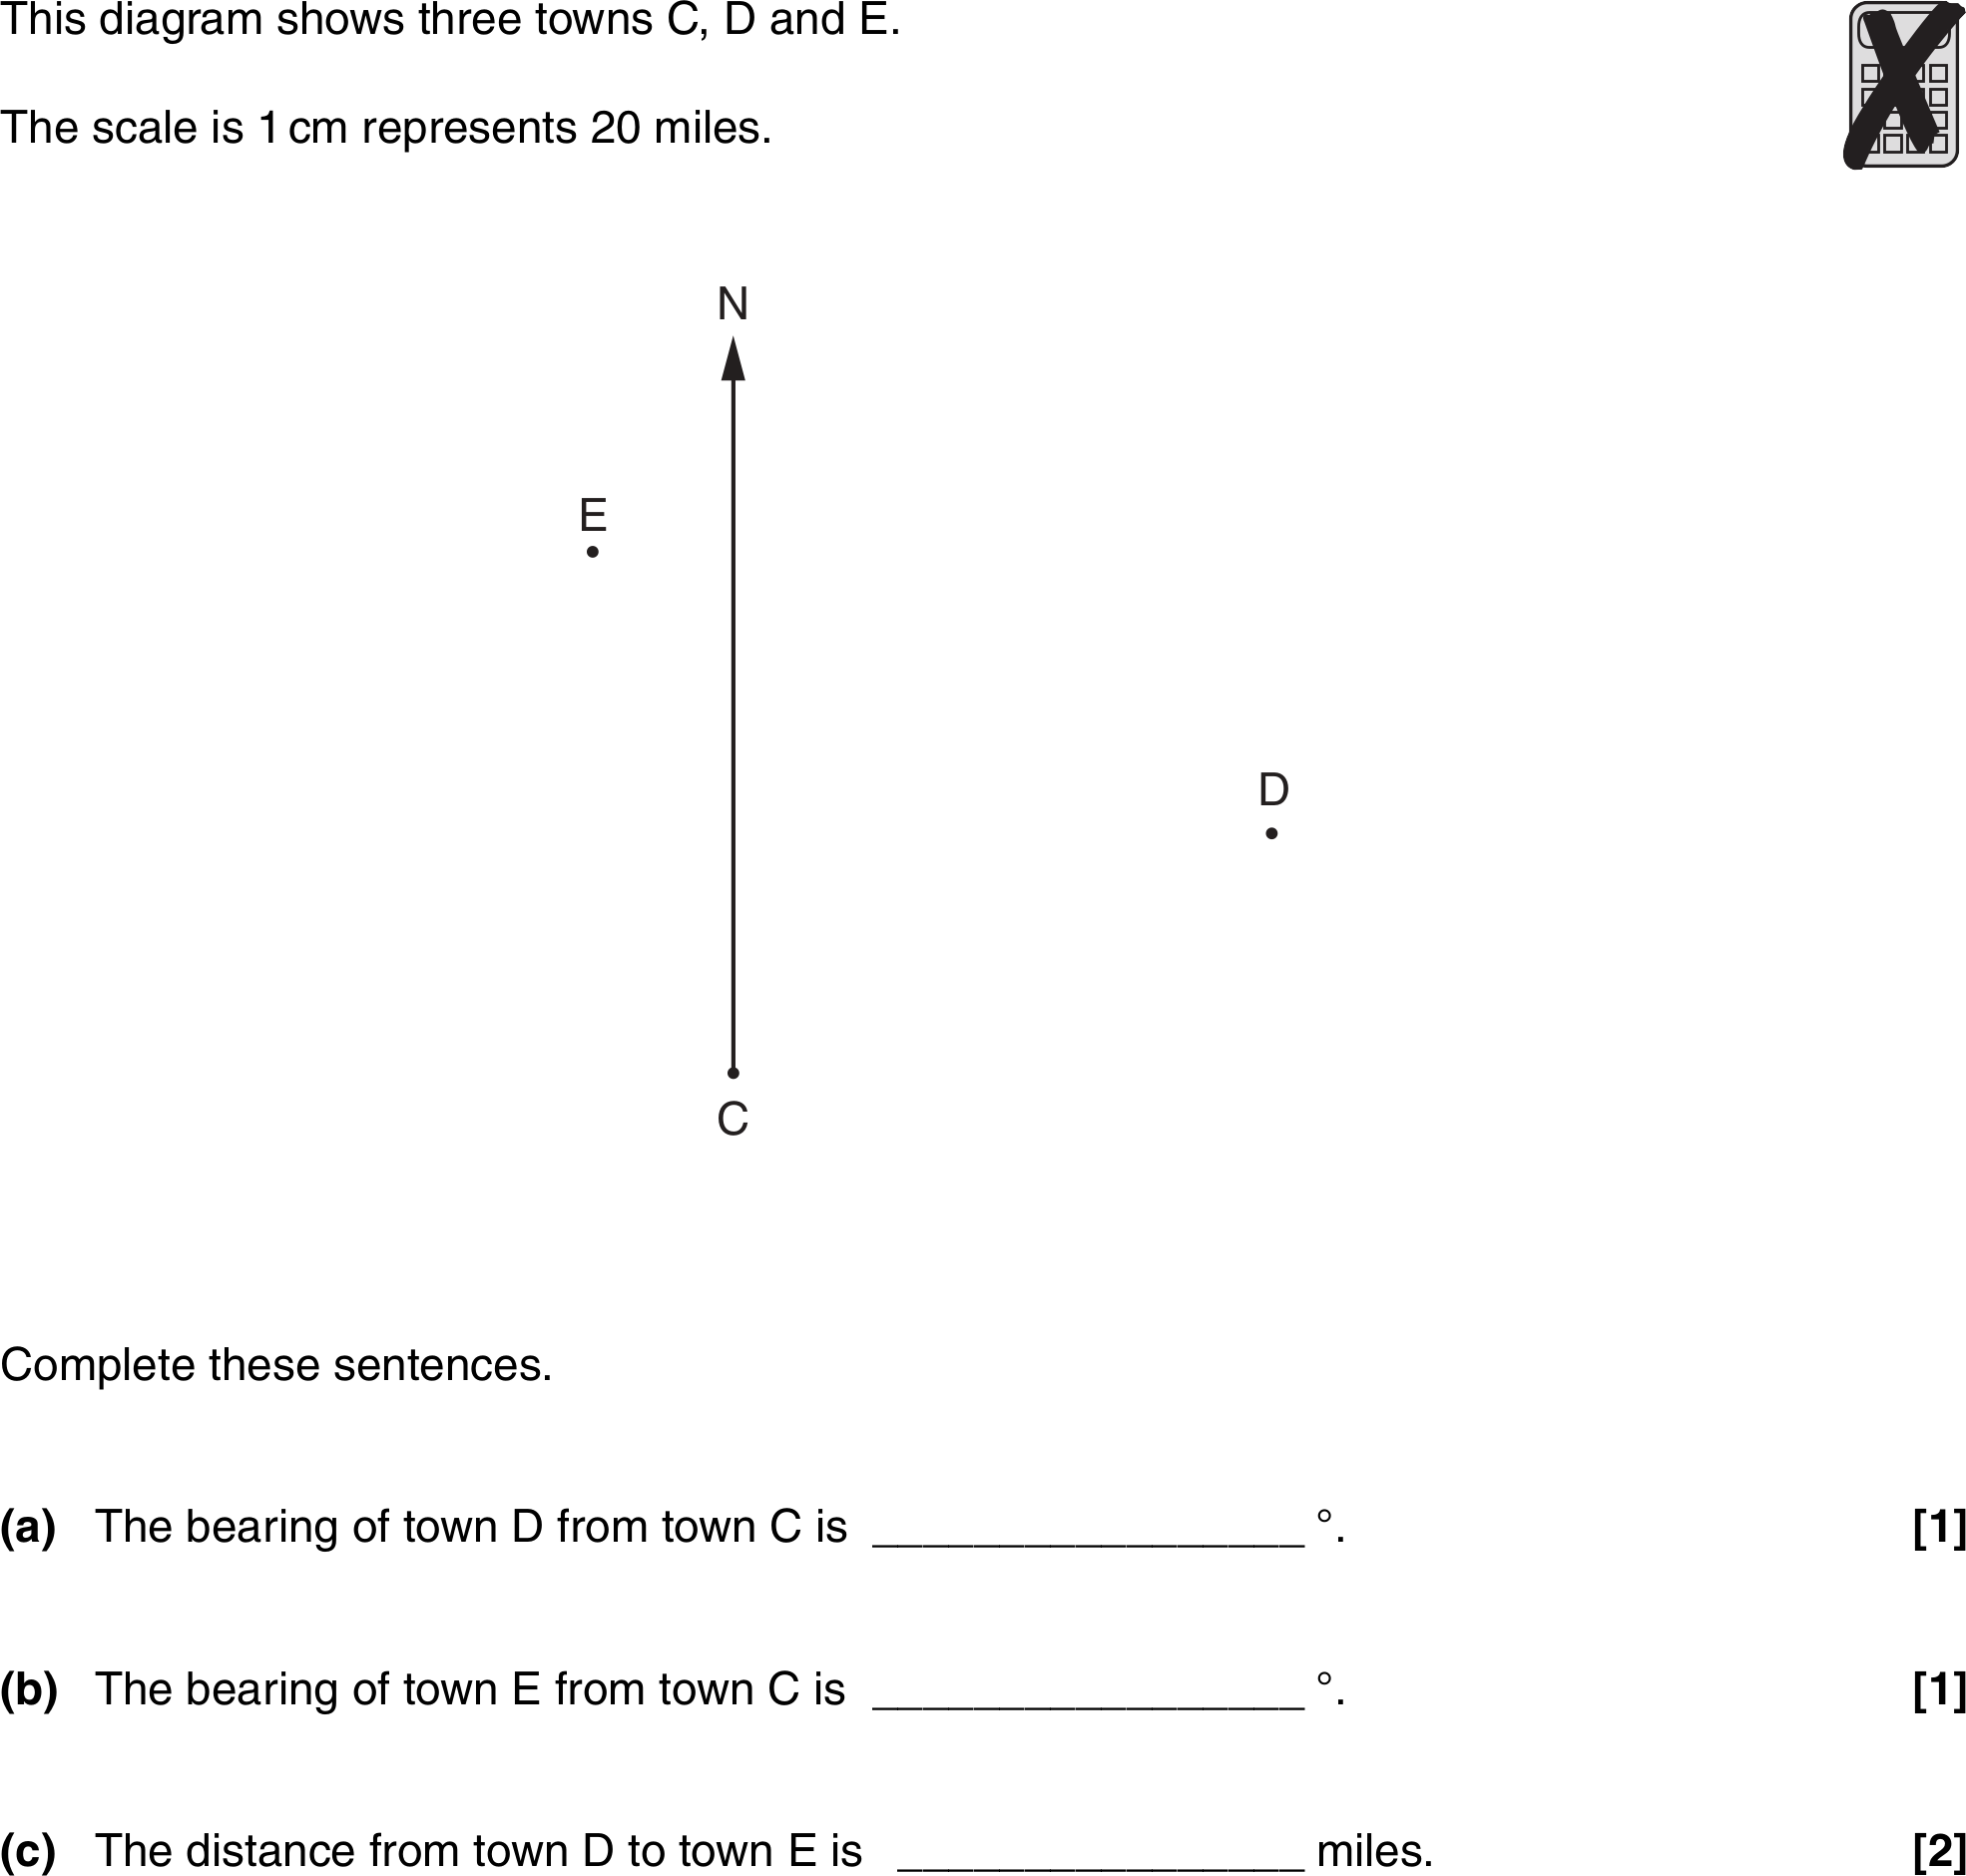 This diagram shows three towns C, D and E.
The scale is 1 cm represents 20 miles.
N
E
D
C
Complete these sentences.
(a) The bearing of town D from town C is _________________ °. [1]
(b) The bearing of town E from town C is _________________ °. [1]
(c) The distance from town D to town E is ________________ miles. [2]